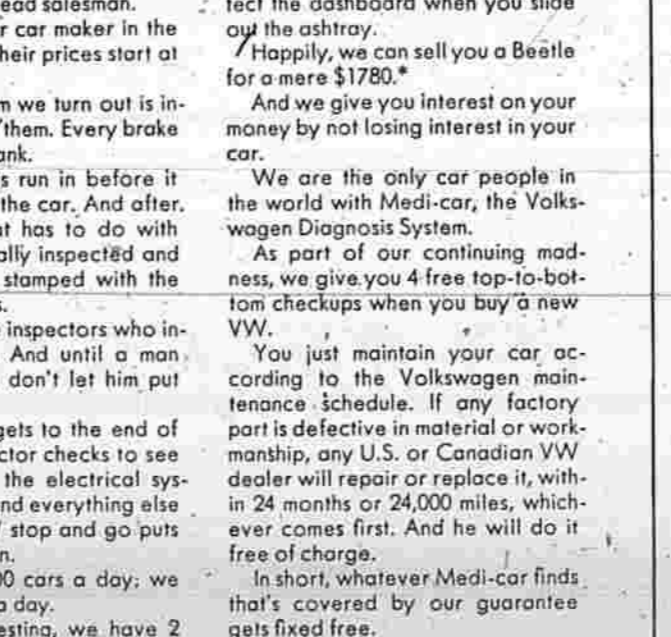 ead salesman.
r car maker in the
heir prices start at
m we turn out is in-
them. Every brake
ank.
s run in before it
the car. And after.
at has to do with
ally inspected and
stamped with the
s.
inspectors who in-
And until a man
don't let him put
gets to the end of
ctor checks to see
the electrical sys-
nd everything else
stop and go puts
n.
00 cars a day; we
a day.
esting, we have 2
tect the dashboard when you slide
out the ashtray.
Happily, we can sell you a Beetle
for a mere $1780.*
And we give you interest on your
money by not losing interest in your
car.
We are the only car people in
the world with Medi-car, the Volks-
wagen Diagnosis System.
As part of our continuing mad-
ness, we give you 4 free top-to-bot-
tom checkups when you buy a new
VW.
You just maintain your car ac-
cording to the Volkswagen main-
tenance schedule. If any factory
part is defective in material or work-
manship, any U.S. or Canadian VW
dealer will repair or replace it, with-
in 24 months or 24,000 miles, which-
ever comes first. And he will do it
free of charge.
In short, whatever Medi-car finds
that's covered by our guarantee
gets fixed free.